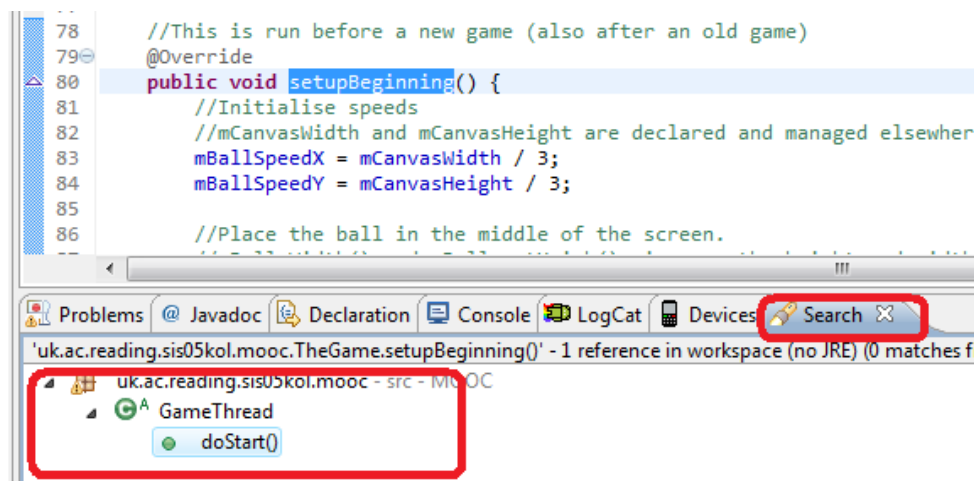 78 //This is run before a new game (also after an old game)
79 @Override
80 public void setupBeginning() {
81 //Initialise speeds
82 //mCanvasWidth and mCanvasHeight are declared and managed elsewher
83 mBallSpeedX = mCanvasWidth / 3;
84 mBallSpeedY = mCanvasHeight / 3;
85
86 //Place the ball in the middle of the screen.
Problems @ Javadoc Declaration Console LogCat Devices Search
'uk.ac.reading.sis05kol.mooc.TheGame.setupBeginning()' - 1 reference in workspace (no JRE) (0 matches f
uk.ac.reading.sis05kol.mooc - src - MOOC
GameThread
doStart()